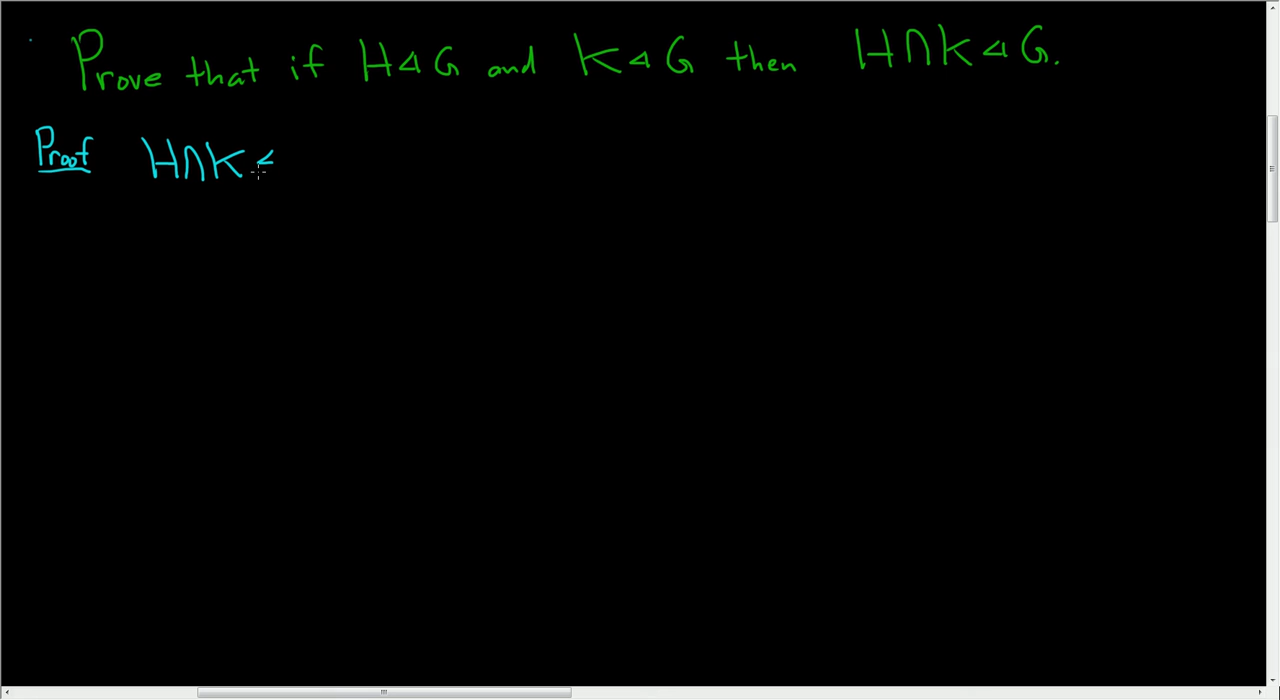 Prove that if H⊲G and K⊲G then H∩K⊲G.
Proof H∩K ≤